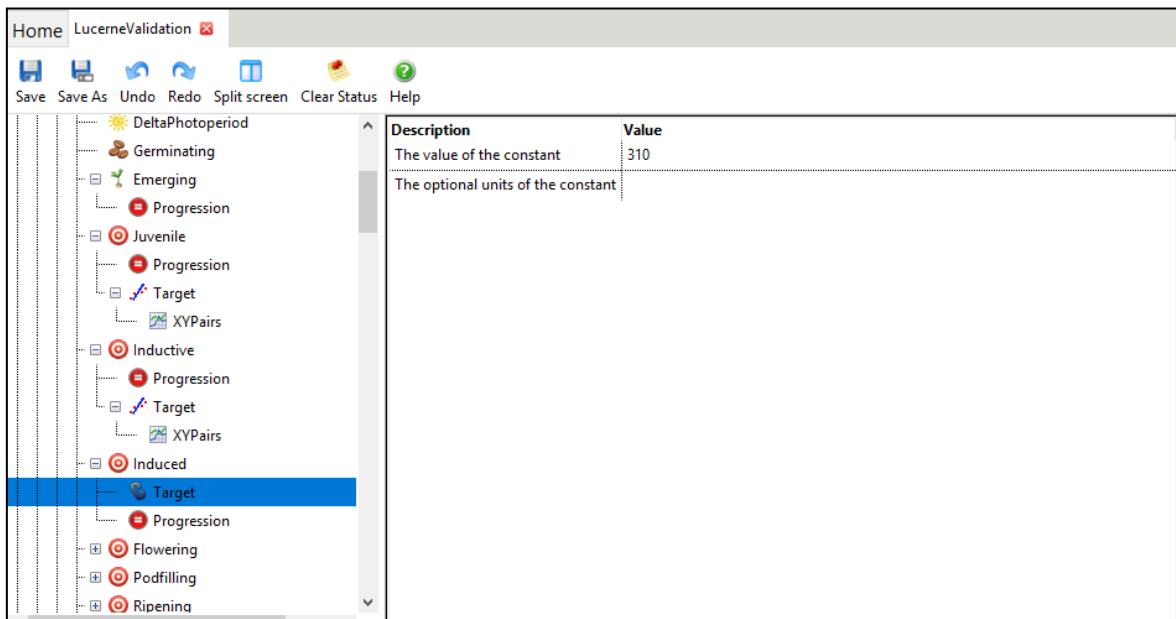 Home LucerneValidation
Save Save As Undo Redo Split screen Clear Status Help
DeltaPhotoperiod
Germinating
Emerging
Progression
Juvenile
Progression
Target
XYPairs
Inductive
Progression
Target
XYPairs
Induced
Target
Progression
Flowering
Podfilling
Ripening
Description Value
The value of the constant 310
The optional units of the constant